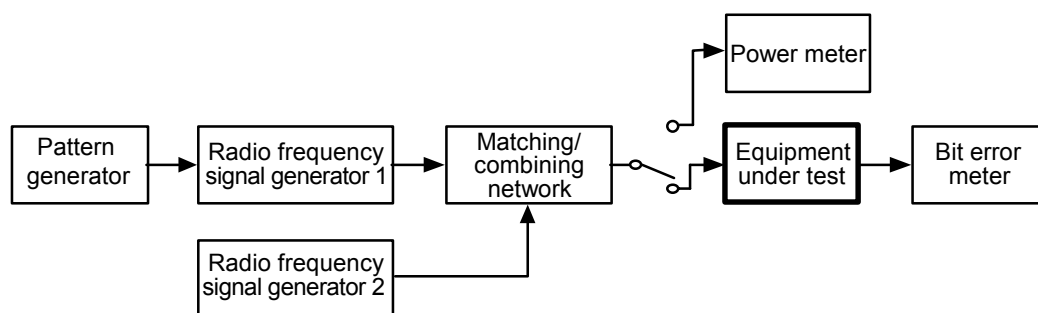 Power meter
Pattern
generator
Radio frequency
signal generator 1
Matching/
combining
network
Equipment
under test
Bit error
meter
Radio frequency
signal generator 2